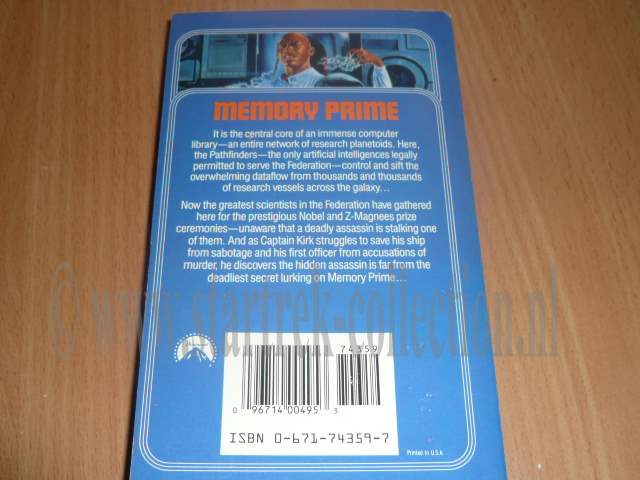 MEMORY PRIME
It is the central core of an immense computer
library—an entire network of research planetoids. Here,
the Pathfinders—the only artificial intelligences legally
permitted to serve the Federation—control and sift the
overwhelming dataflow from thousands and thousands
of research vessels across the galaxy...
Now the greatest scientists in the Federation have gathered
here for the prestigious Nobel and Z-Magnees prize
ceremonies—unaware that a deadly assassin is stalking one
of them. And as Captain Kirk struggles to save his ship
from sabotage and his first officer from accusations of
murder, he discovers the hidden assassin is far from the
deadliest secret lurking on Memory Prime...
© www.startrek-collection.nl
74359
0 96714 00495 3
ISBN 0-671-74359-7
Printed in U.S.A.